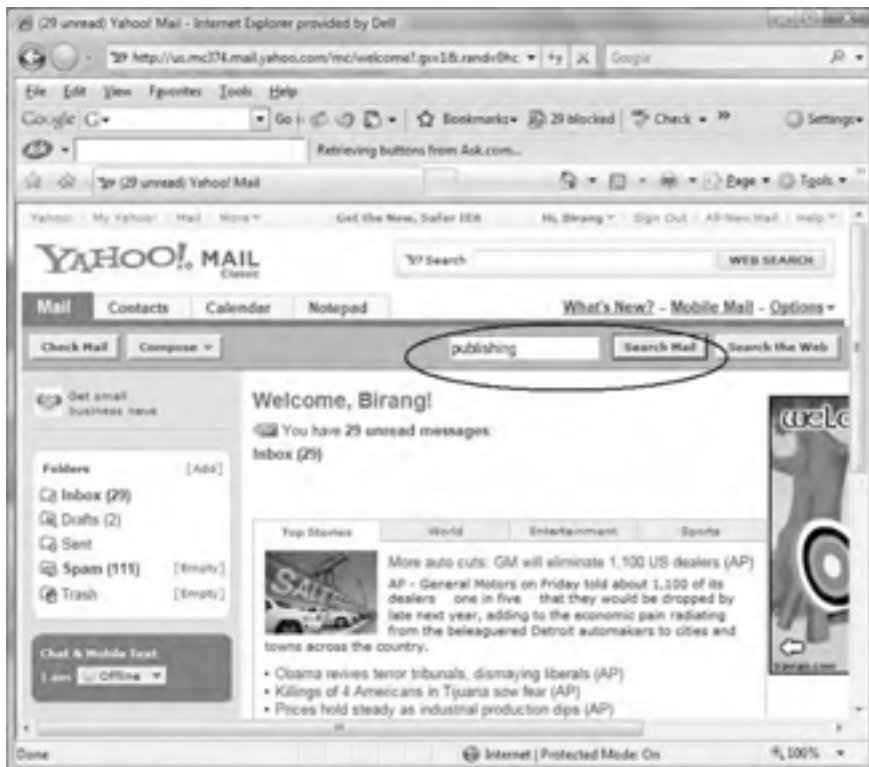 (29 unread) Yahoo! Mail - Internet Explorer provided by Dell
Google
File Edit View Favorites Tools Help
Google G Go Bookmarks 29 blocked Check » Settings
Retrieving buttons from Ask.com...
(29 unread) Yahoo! Mail Page Tools »
Yahoo! My Yahoo! Mail More Get the New, Safer IE8 Hi, Birang Sign Out All-New Mail Help
YAHOO! MAIL Y! Search WEB SEARCH
Classic
Mail Contacts Calendar Notepad What's New? - Mobile Mail - Options
Check Mail Compose publishing Search Mail Search the Web
Get small
business news
Welcome, Birang!
You have 29 unread messages:
Inbox (29)
Folders [Add]
Inbox (29)
Drafts (2)
Sent
Spam (111) [Empty]
Trash [Empty]
Chat & Mobile Text
I am Offline
Top Stories World Entertainment Sports
SALE
More auto cuts: GM will eliminate 1,100 US dealers (AP)
AP - General Motors on Friday told about 1,100 of its
dealers one in five that they would be dropped by
late next year, adding to the economic pain radiating
from the beleaguered Detroit automakers to cities and
towns across the country.
• Obama revives terror tribunals, dismaying liberals (AP)
• Killings of 4 Americans in Tijuana sow fear (AP)
• Prices hold steady as industrial production dips (AP)
Done Internet | Protected Mode: On 100%